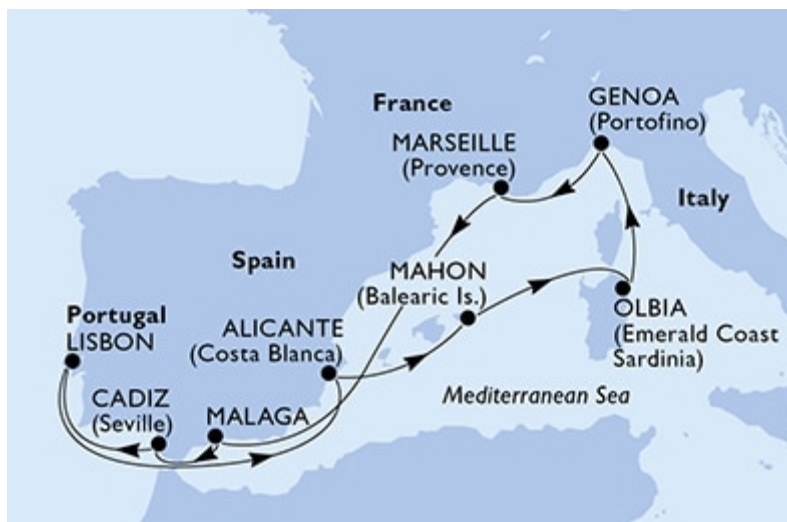 France
GENOA
(Portofino)
MARSEILLE
(Provence)
Italy
Spain
MAHON
(Balearic Is.)
Portugal
LISBON
ALICANTE
(Costa Blanca)
OLBIA
(Emerald Coast
Sardinia)
CADIZ
(Seville)
MALAGA
Mediterranean Sea